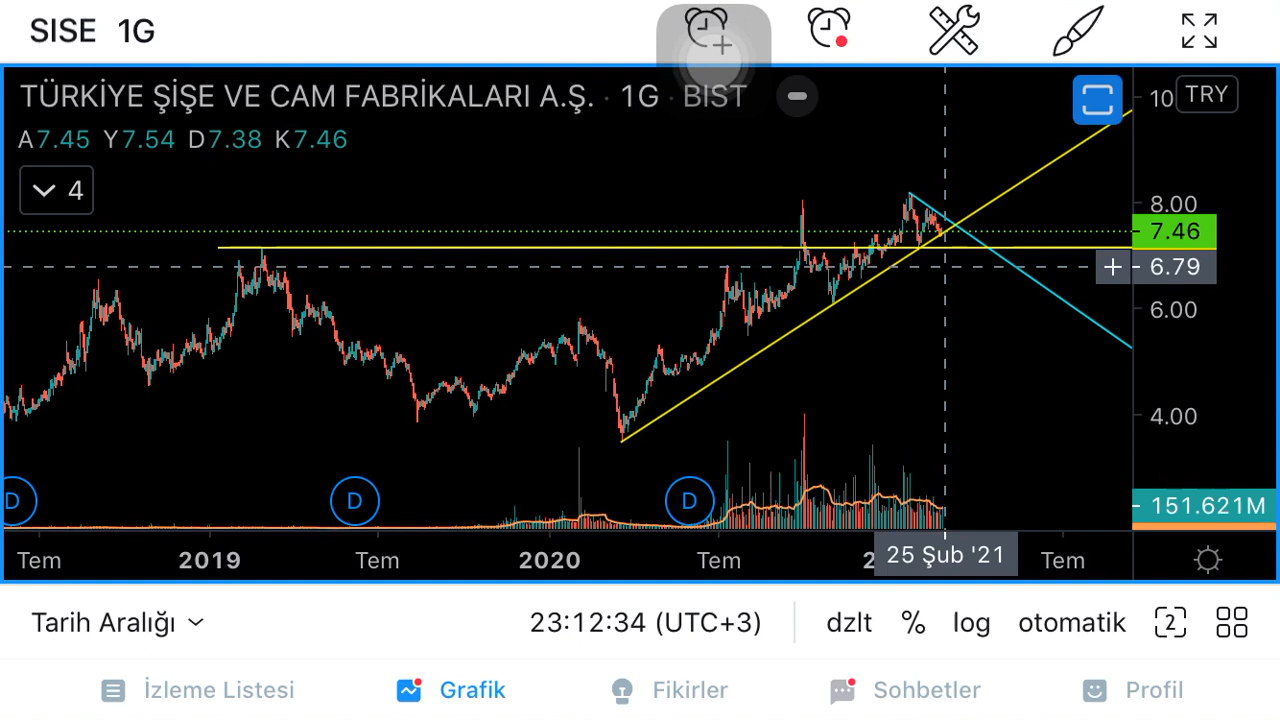 SISE 1G
TÜRKİYE ŞİŞE VE CAM FABRİKALARI A.Ş. · 1G · BIST
A7.45 Y7.54 D7.38 K7.46
4
10 TRY
8.00
7.46
+ 6.79
6.00
4.00
D D D
151.621M
Tem 2019 Tem 2020 Tem 25 Şub '21 Tem
Tarih Aralığı 23:12:34 (UTC+3) dzlt % log otomatik 2
İzleme Listesi Grafik Fikirler Sohbetler Profil